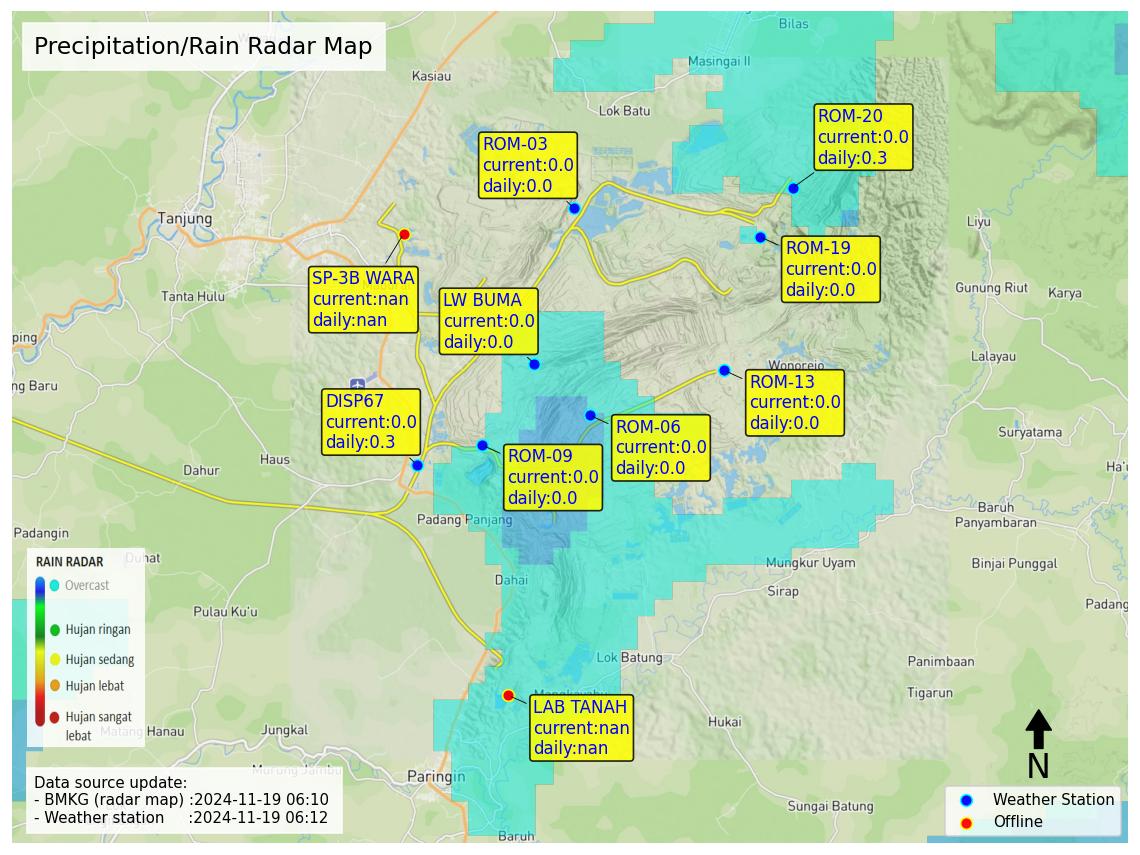 Precipitation/Rain Radar Map
Bilas
Masingai II
Kasiau
Lok Batu
ROM-20
current:0.0
daily:0.3
ROM-03
current:0.0
daily:0.0
Tanjung
Liyu
ROM-19
current:0.0
daily:0.0
SP-3B WARA
current:nan
daily:nan
Tanta Hulu
LW BUMA
current:0.0
daily:0.0
Gunung Riut
Karya
ping
Lalayau
Wonorejo
ng Baru
ROM-13
current:0.0
daily:0.0
DISP67
current:0.0
daily:0.3
ROM-06
current:0.0
daily:0.0
Suryatama
ROM-09
current:0.0
daily:0.0
Haus
Dahur
Ha'u
Padang Panjang
Baruh
Panyambaran
Padangin
Duhat
Mungkur Uyam
Binjai Punggal
RAIN RADAR
Overcast
Hujan ringan
Hujan sedang
Hujan lebat
Hujan sangat
lebat
Dahai
Sirap
Pulau Ku'u
Padang
Lok Batung
Panimbaan
Tigarun
LAB TANAH
current:nan
daily:nan
Hukai
Matang Hanau
Jungkal
Murung Jambu
Paringin
Data source update:
- BMKG (radar map) :2024-11-19 06:10
- Weather station :2024-11-19 06:12
N
Sungai Batung
Weather Station
Offline
Baruh